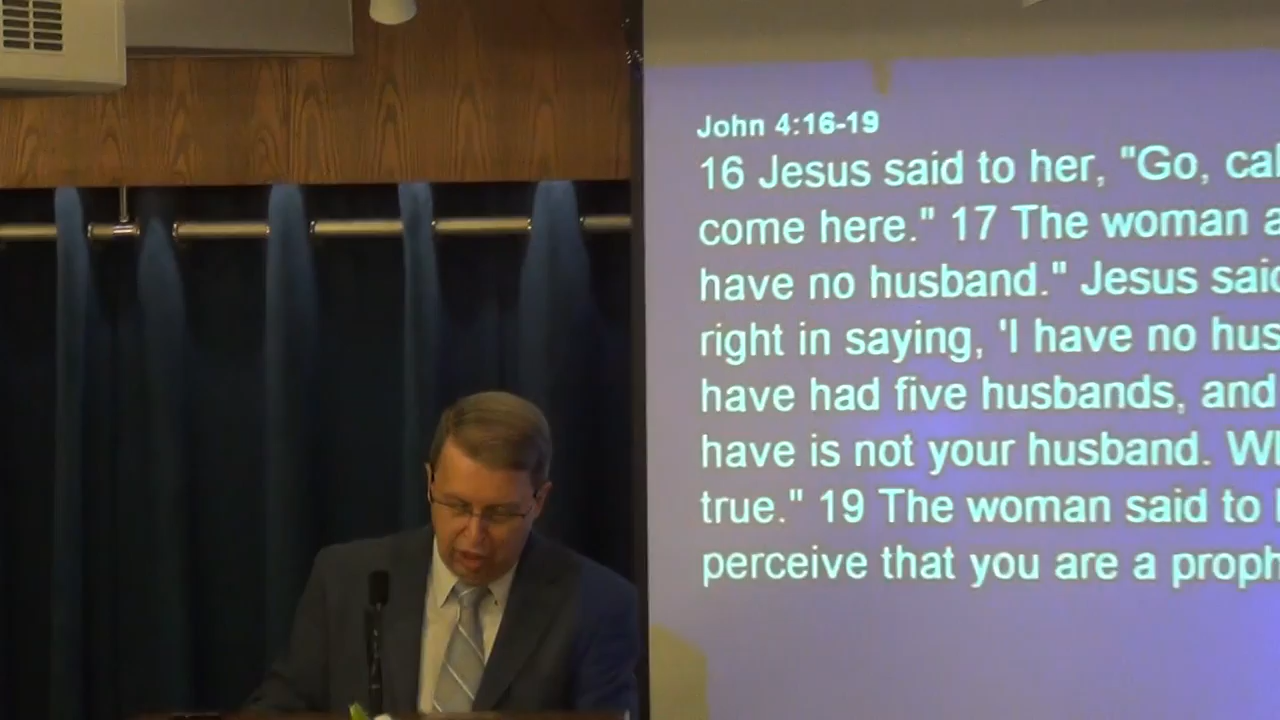 John 4:16-19
16 Jesus said to her, "Go,
come here." 17 The woman
have no husband." Jesus
right in saying, 'I have no
have had five husbands, and
have is not your husband.
true." 19 The woman said to
perceive that you are a